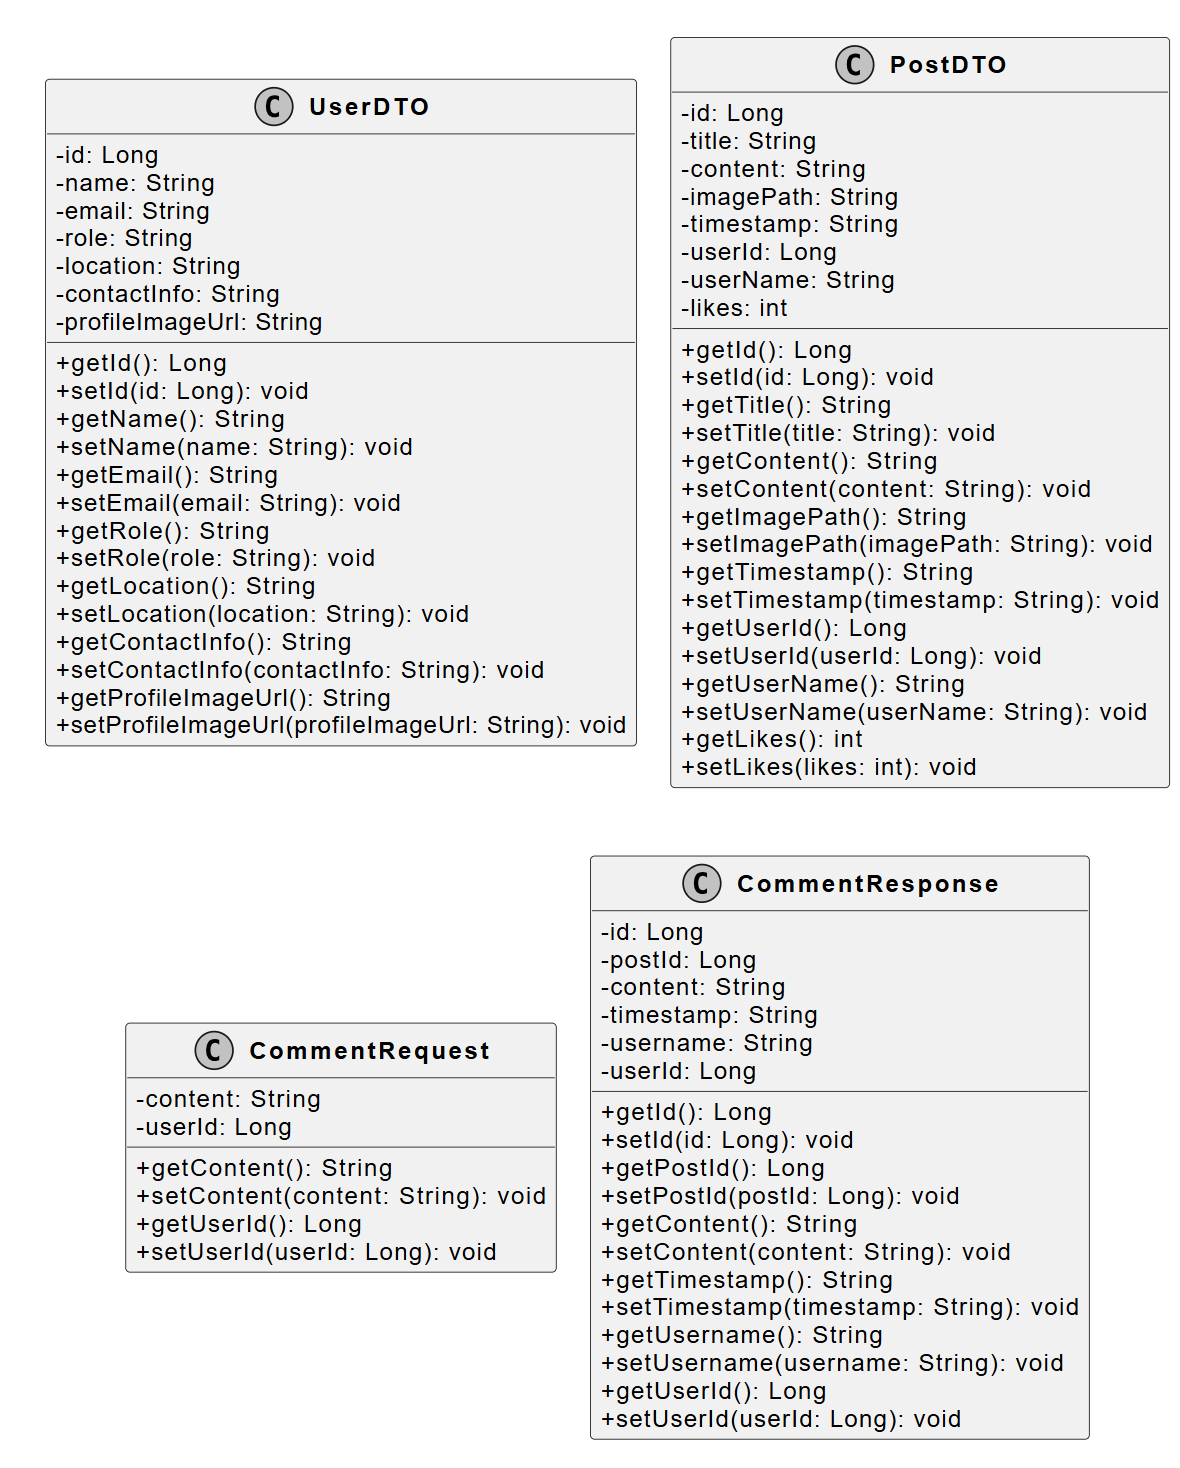 C UserDTO
-id: Long
-name: String
-email: String
-role: String
-location: String
-contactInfo: String
-profileImageUrl: String
+getId(): Long
+setId(id: Long): void
+getName(): String
+setName(name: String): void
+getEmail(): String
+setEmail(email: String): void
+getRole(): String
+setRole(role: String): void
+getLocation(): String
+setLocation(location: String): void
+getContactInfo(): String
+setContactInfo(contactInfo: String): void
+getProfileImageUrl(): String
+setProfileImageUrl(profileImageUrl: String): void
C PostDTO
-id: Long
-title: String
-content: String
-imagePath: String
-timestamp: String
-userId: Long
-userName: String
-likes: int
+getId(): Long
+setId(id: Long): void
+getTitle(): String
+setTitle(title: String): void
+getContent(): String
+setContent(content: String): void
+getImagePath(): String
+setImagePath(imagePath: String): void
+getTimestamp(): String
+setTimestamp(timestamp: String): void
+getUserId(): Long
+setUserId(userId: Long): void
+getUserName(): String
+setUserName(userName: String): void
+getLikes(): int
+setLikes(likes: int): void
C CommentRequest
-content: String
-userId: Long
+getContent(): String
+setContent(content: String): void
+getUserId(): Long
+setUserId(userId: Long): void
C CommentResponse
-id: Long
-postId: Long
-content: String
-timestamp: String
-username: String
-userId: Long
+getId(): Long
+setId(id: Long): void
+getPostId(): Long
+setPostId(postId: Long): void
+getContent(): String
+setContent(content: String): void
+getTimestamp(): String
+setTimestamp(timestamp: String): void
+getUsername(): String
+setUsername(username: String): void
+getUserId(): Long
+setUserId(userId: Long): void